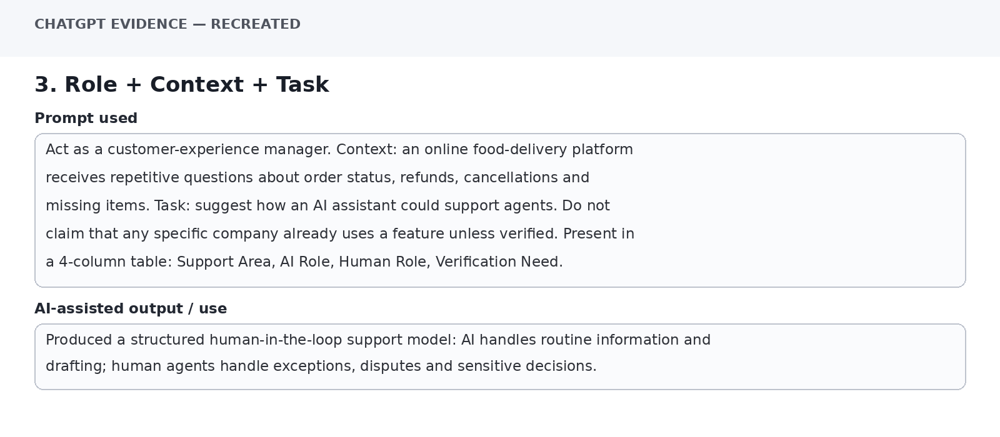 CHATGPT EVIDENCE — RECREATED
3. Role + Context + Task
Prompt used
Act as a customer-experience manager. Context: an online food-delivery platform
receives repetitive questions about order status, refunds, cancellations and
missing items. Task: suggest how an AI assistant could support agents. Do not
claim that any specific company already uses a feature unless verified. Present in
a 4-column table: Support Area, AI Role, Human Role, Verification Need.
AI-assisted output / use
Produced a structured human-in-the-loop support model: AI handles routine information and
drafting; human agents handle exceptions, disputes and sensitive decisions.